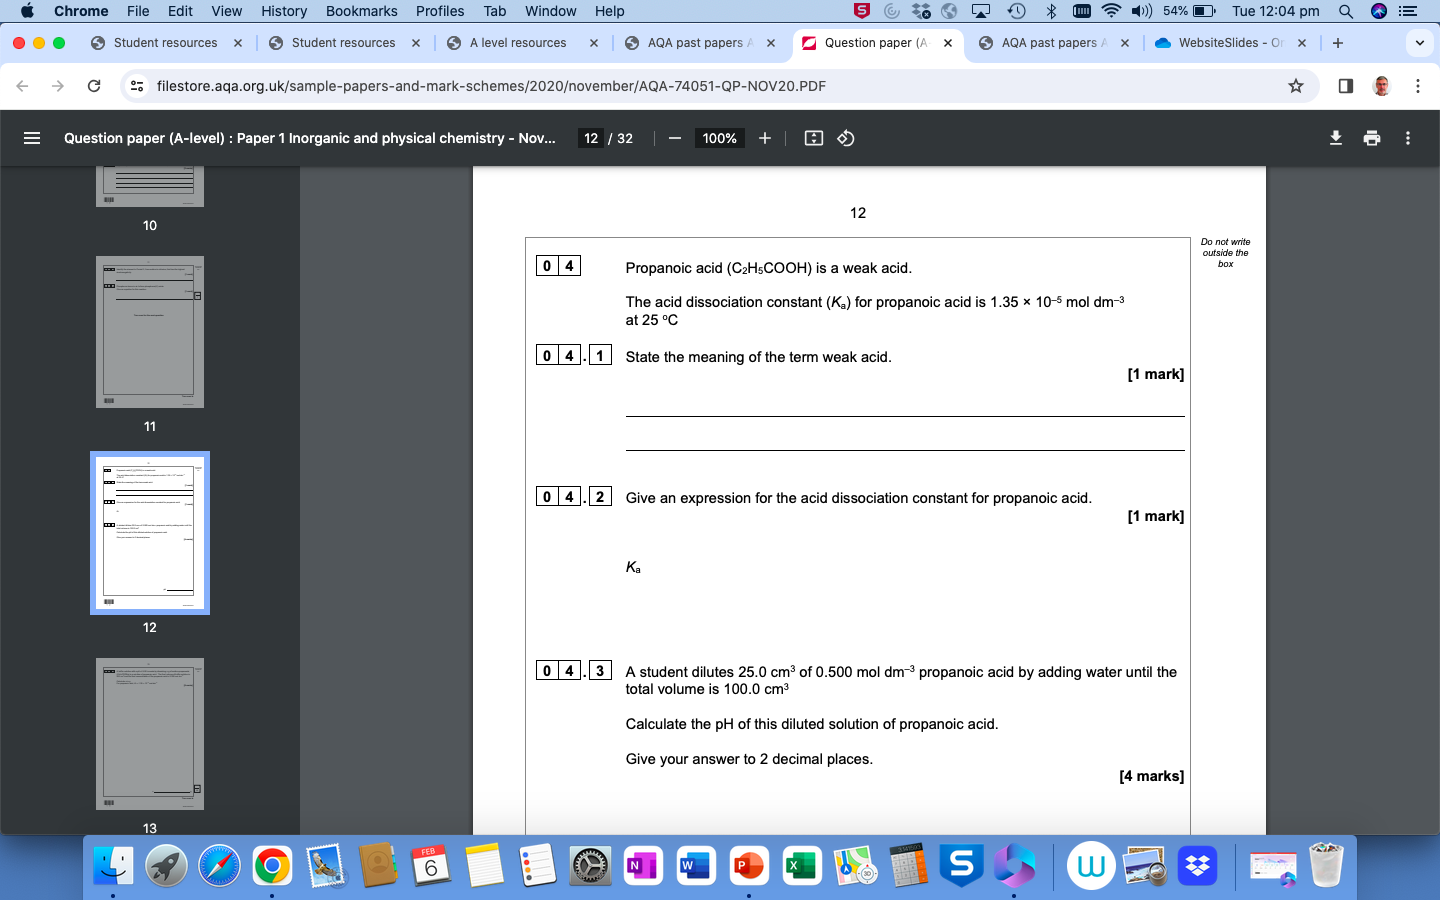 Chrome File Edit View History Bookmarks Profiles Tab Window Help 54% Tue 12:04 pm
Student resources Student resources A level resources AQA past papers A Question paper (A- AQA past papers A WebsiteSlides - Or
filestore.aqa.org.uk/sample-papers-and-mark-schemes/2020/november/AQA-74051-QP-NOV20.PDF
Question paper (A-level) : Paper 1 Inorganic and physical chemistry - Nov... 12 / 32 100%
10
11
12
13
12
Do not write
outside the
box
0 4 Propanoic acid (C₂H₅COOH) is a weak acid.
The acid dissociation constant (Kₐ) for propanoic acid is 1.35 × 10⁻⁵ mol dm⁻³
at 25 °C
0 4 . 1 State the meaning of the term weak acid.
[1 mark]
0 4 . 2 Give an expression for the acid dissociation constant for propanoic acid.
[1 mark]
Kₐ
0 4 . 3 A student dilutes 25.0 cm³ of 0.500 mol dm⁻³ propanoic acid by adding water until the
total volume is 100.0 cm³
Calculate the pH of this diluted solution of propanoic acid.
Give your answer to 2 decimal places.
[4 marks]
FEB
6
N W P X 3D S W